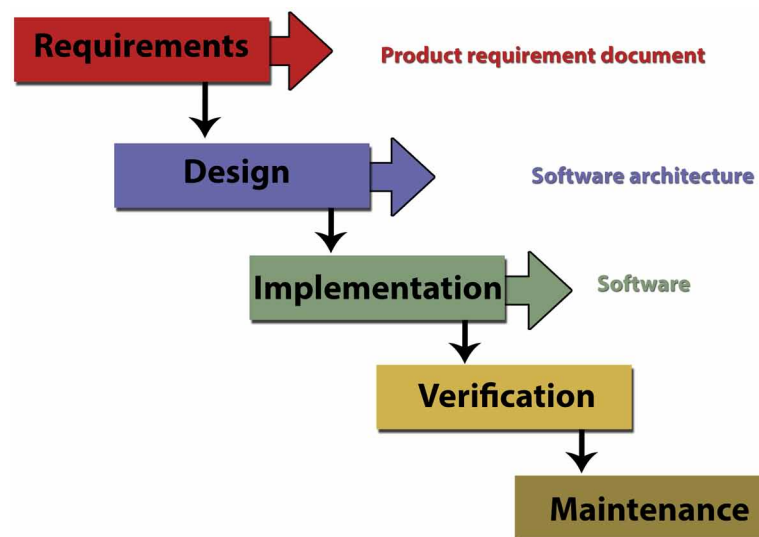 Requirements
Product requirement document
Design
Software architecture
Implementation
Software
Verification
Maintenance